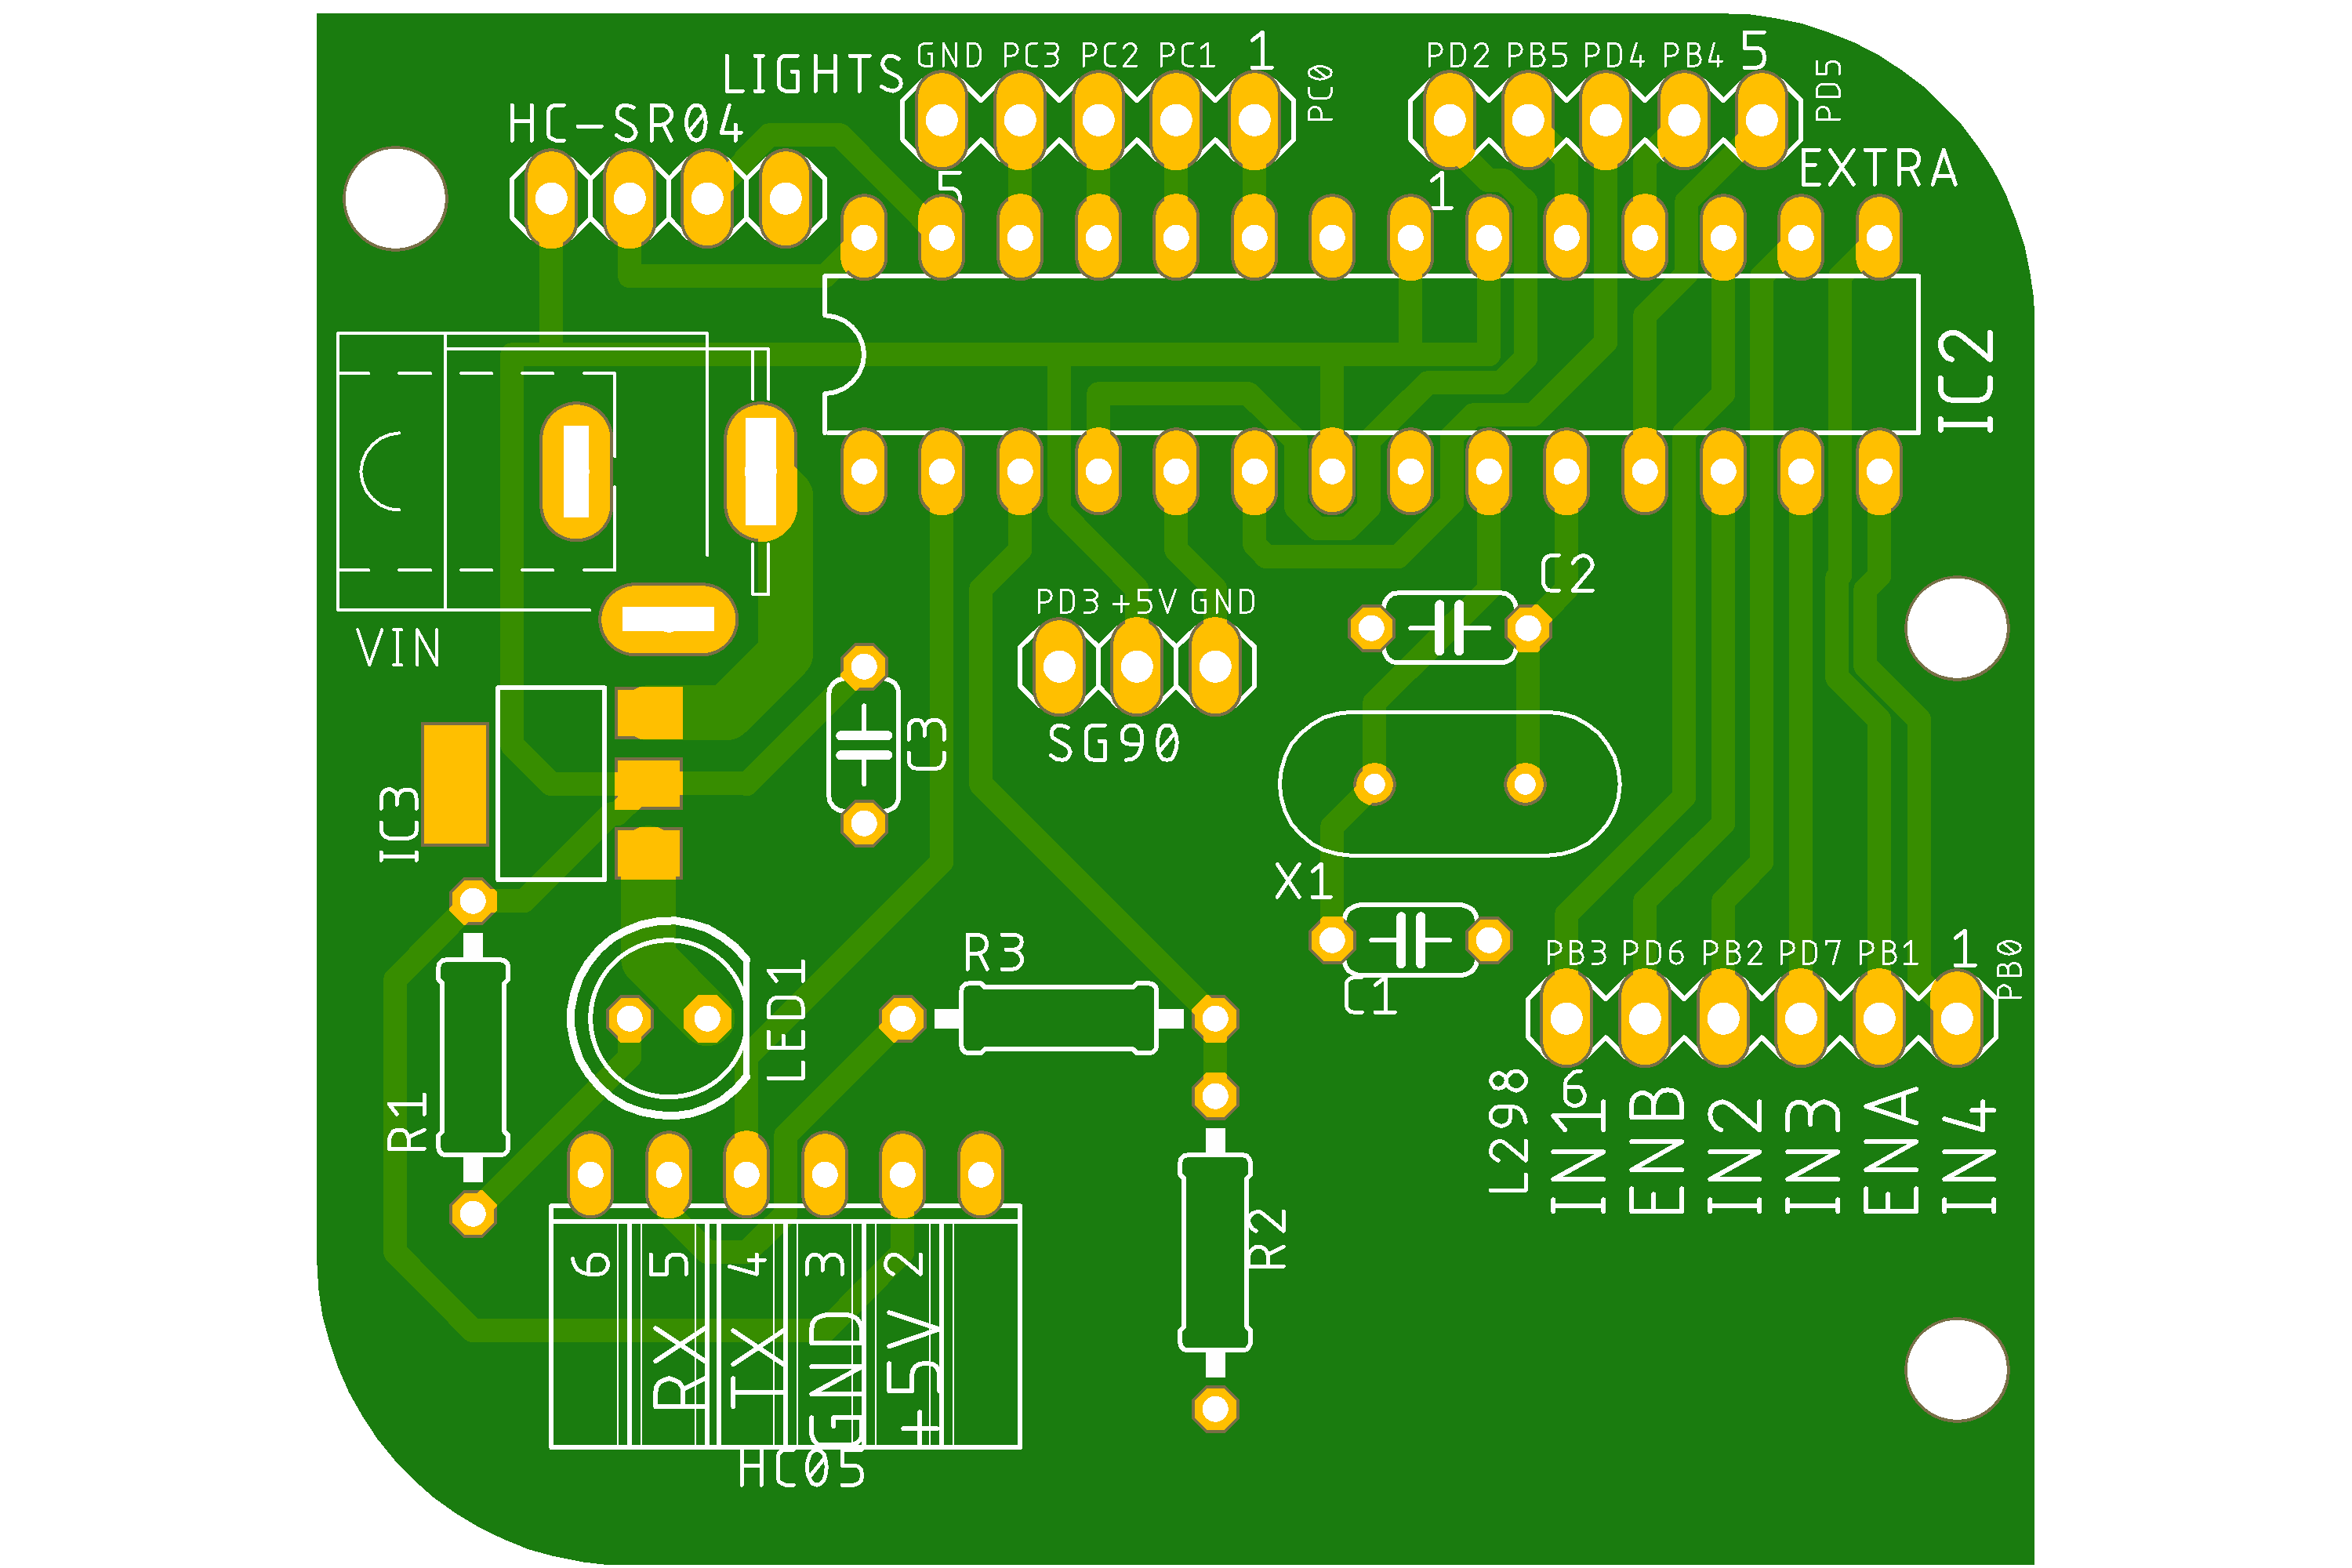 LIGHTS
GND PC3 PC2 PC1 1 PC0
PD2 PB5 PD4 PB4 5 PD5
HC-SR04
EXTRA
5
1
IC2
VIN
C2
PD3 +5V GND
SG90
C3
IC3
X1
R3
C1
LED1
PB3 PD6 PB2 PD7 PB1 1 PB0
R1
L298
6
IN1
ENB
IN2
IN3
ENA
IN4
R2
6 5 4 3 2
RX
TX
GND
+5V
HC05